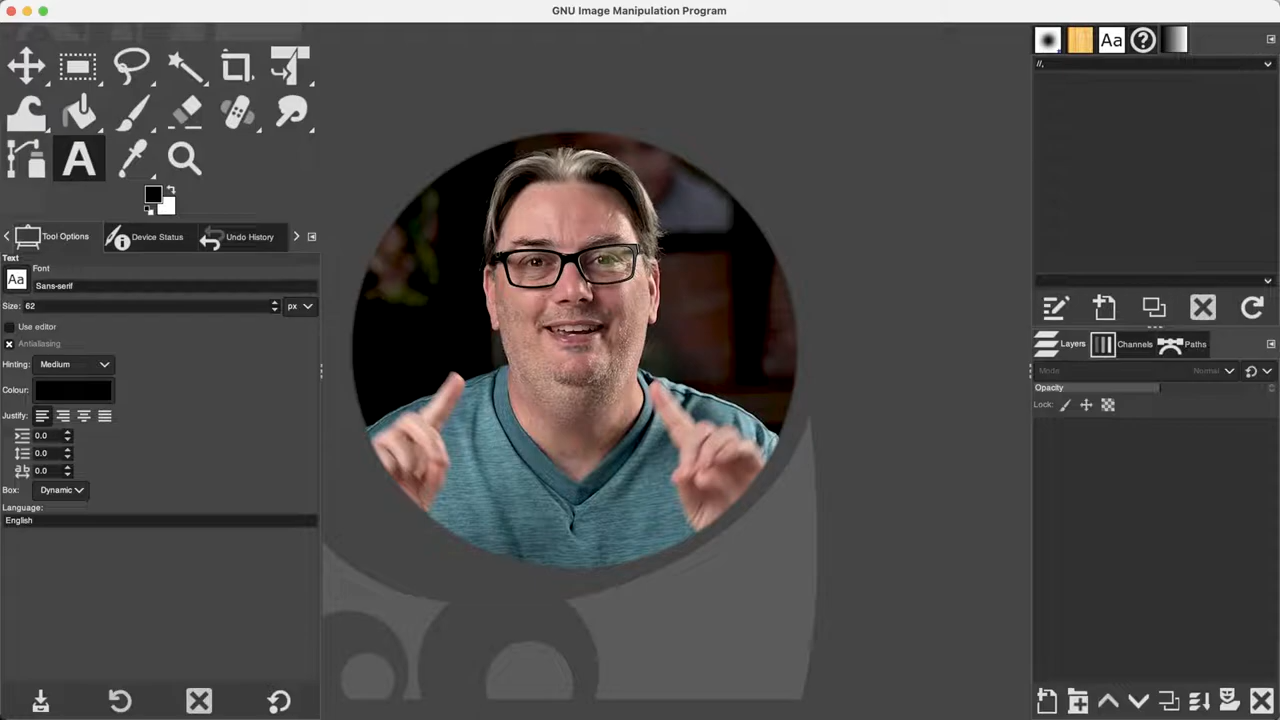 GNU Image Manipulation Program
Aa
//,
A
Tool Options
Device Status
Undo History
Text
Font
Aa
Sans-serif
Size: 62
px
Use editor
Antialiasing
Hinting:
Medium
Colour:
Justify:
0.0
0.0
0.0
Box:
Dynamic
Language:
English
Layers
Channels
Paths
Mode
Normal
Opacity
Lock: